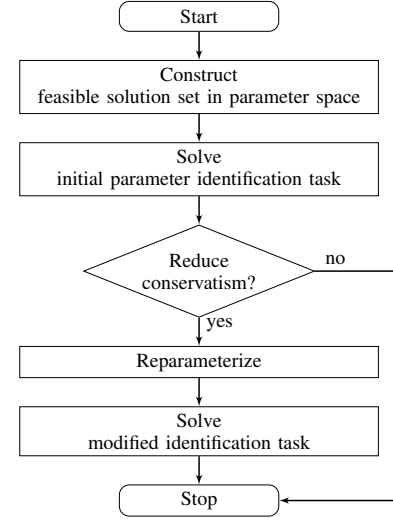 Start
Construct
feasible solution set in parameter space
Solve
initial parameter identification task
Reduce
conservatism?
no
yes
Reparameterize
Solve
modified identification task
Stop